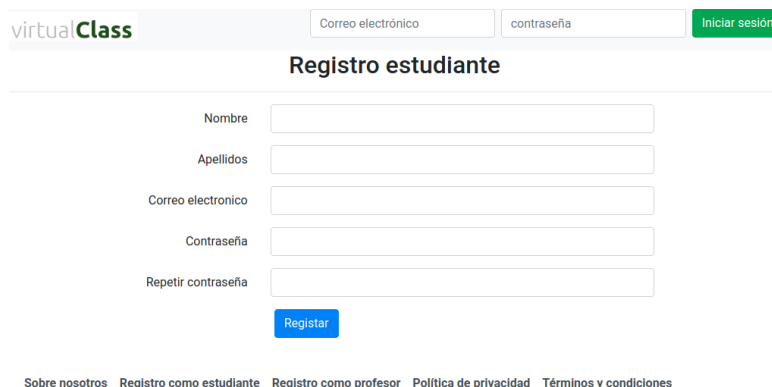 virtualClass
Correo electrónico contraseña Iniciar sesión
Registro estudiante
Nombre
Apellidos
Correo electronico
Contraseña
Repetir contraseña
Registar
Sobre nosotros Registro como estudiante Registro como profesor Política de privacidad Términos y condiciones